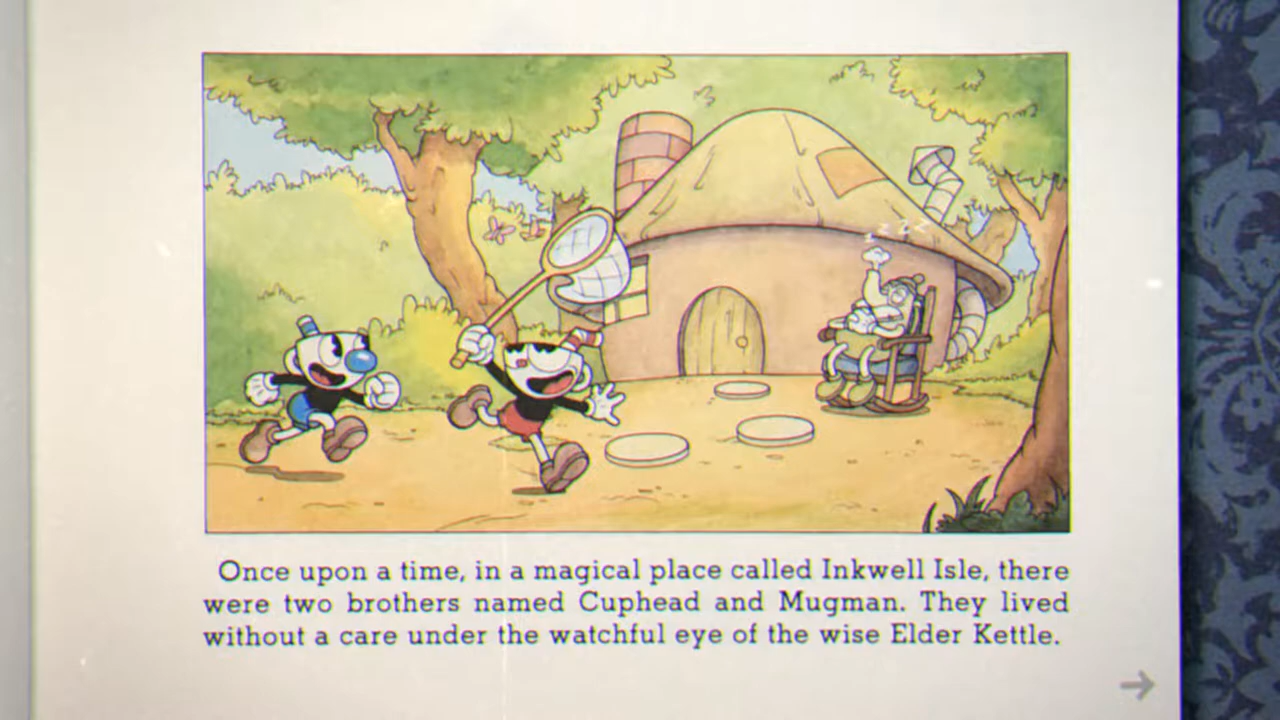 z z z z
Once upon a time, in a magical place called Inkwell Isle, there
were two brothers named Cuphead and Mugman. They lived
without a care under the watchful eye of the wise Elder Kettle.